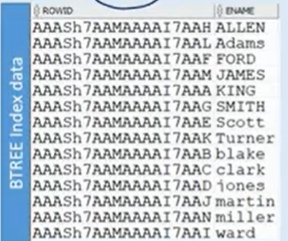 ROWID ENAME
AAASh7AAMAAAAI7AAH ALLEN
AAASh7AAMAAAAI7AAL Adams
AAASh7AAMAAAAI7AAF FORD
AAASh7AAMAAAAI7AAM JAMES
AAASh7AAMAAAAI7AAA KING
AAASh7AAMAAAAI7AAG SMITH
AAASh7AAMAAAAI7AAE Scott
AAASh7AAMAAAAI7AAK Turner
AAASh7AAMAAAAI7AAB blake
AAASh7AAMAAAAI7AAC clark
AAASh7AAMAAAAI7AAD jones
AAASh7AAMAAAAI7AAJ martin
AAASh7AAMAAAAI7AAN miller
AAASh7AAMAAAAI7AAI ward
BTREE Index data